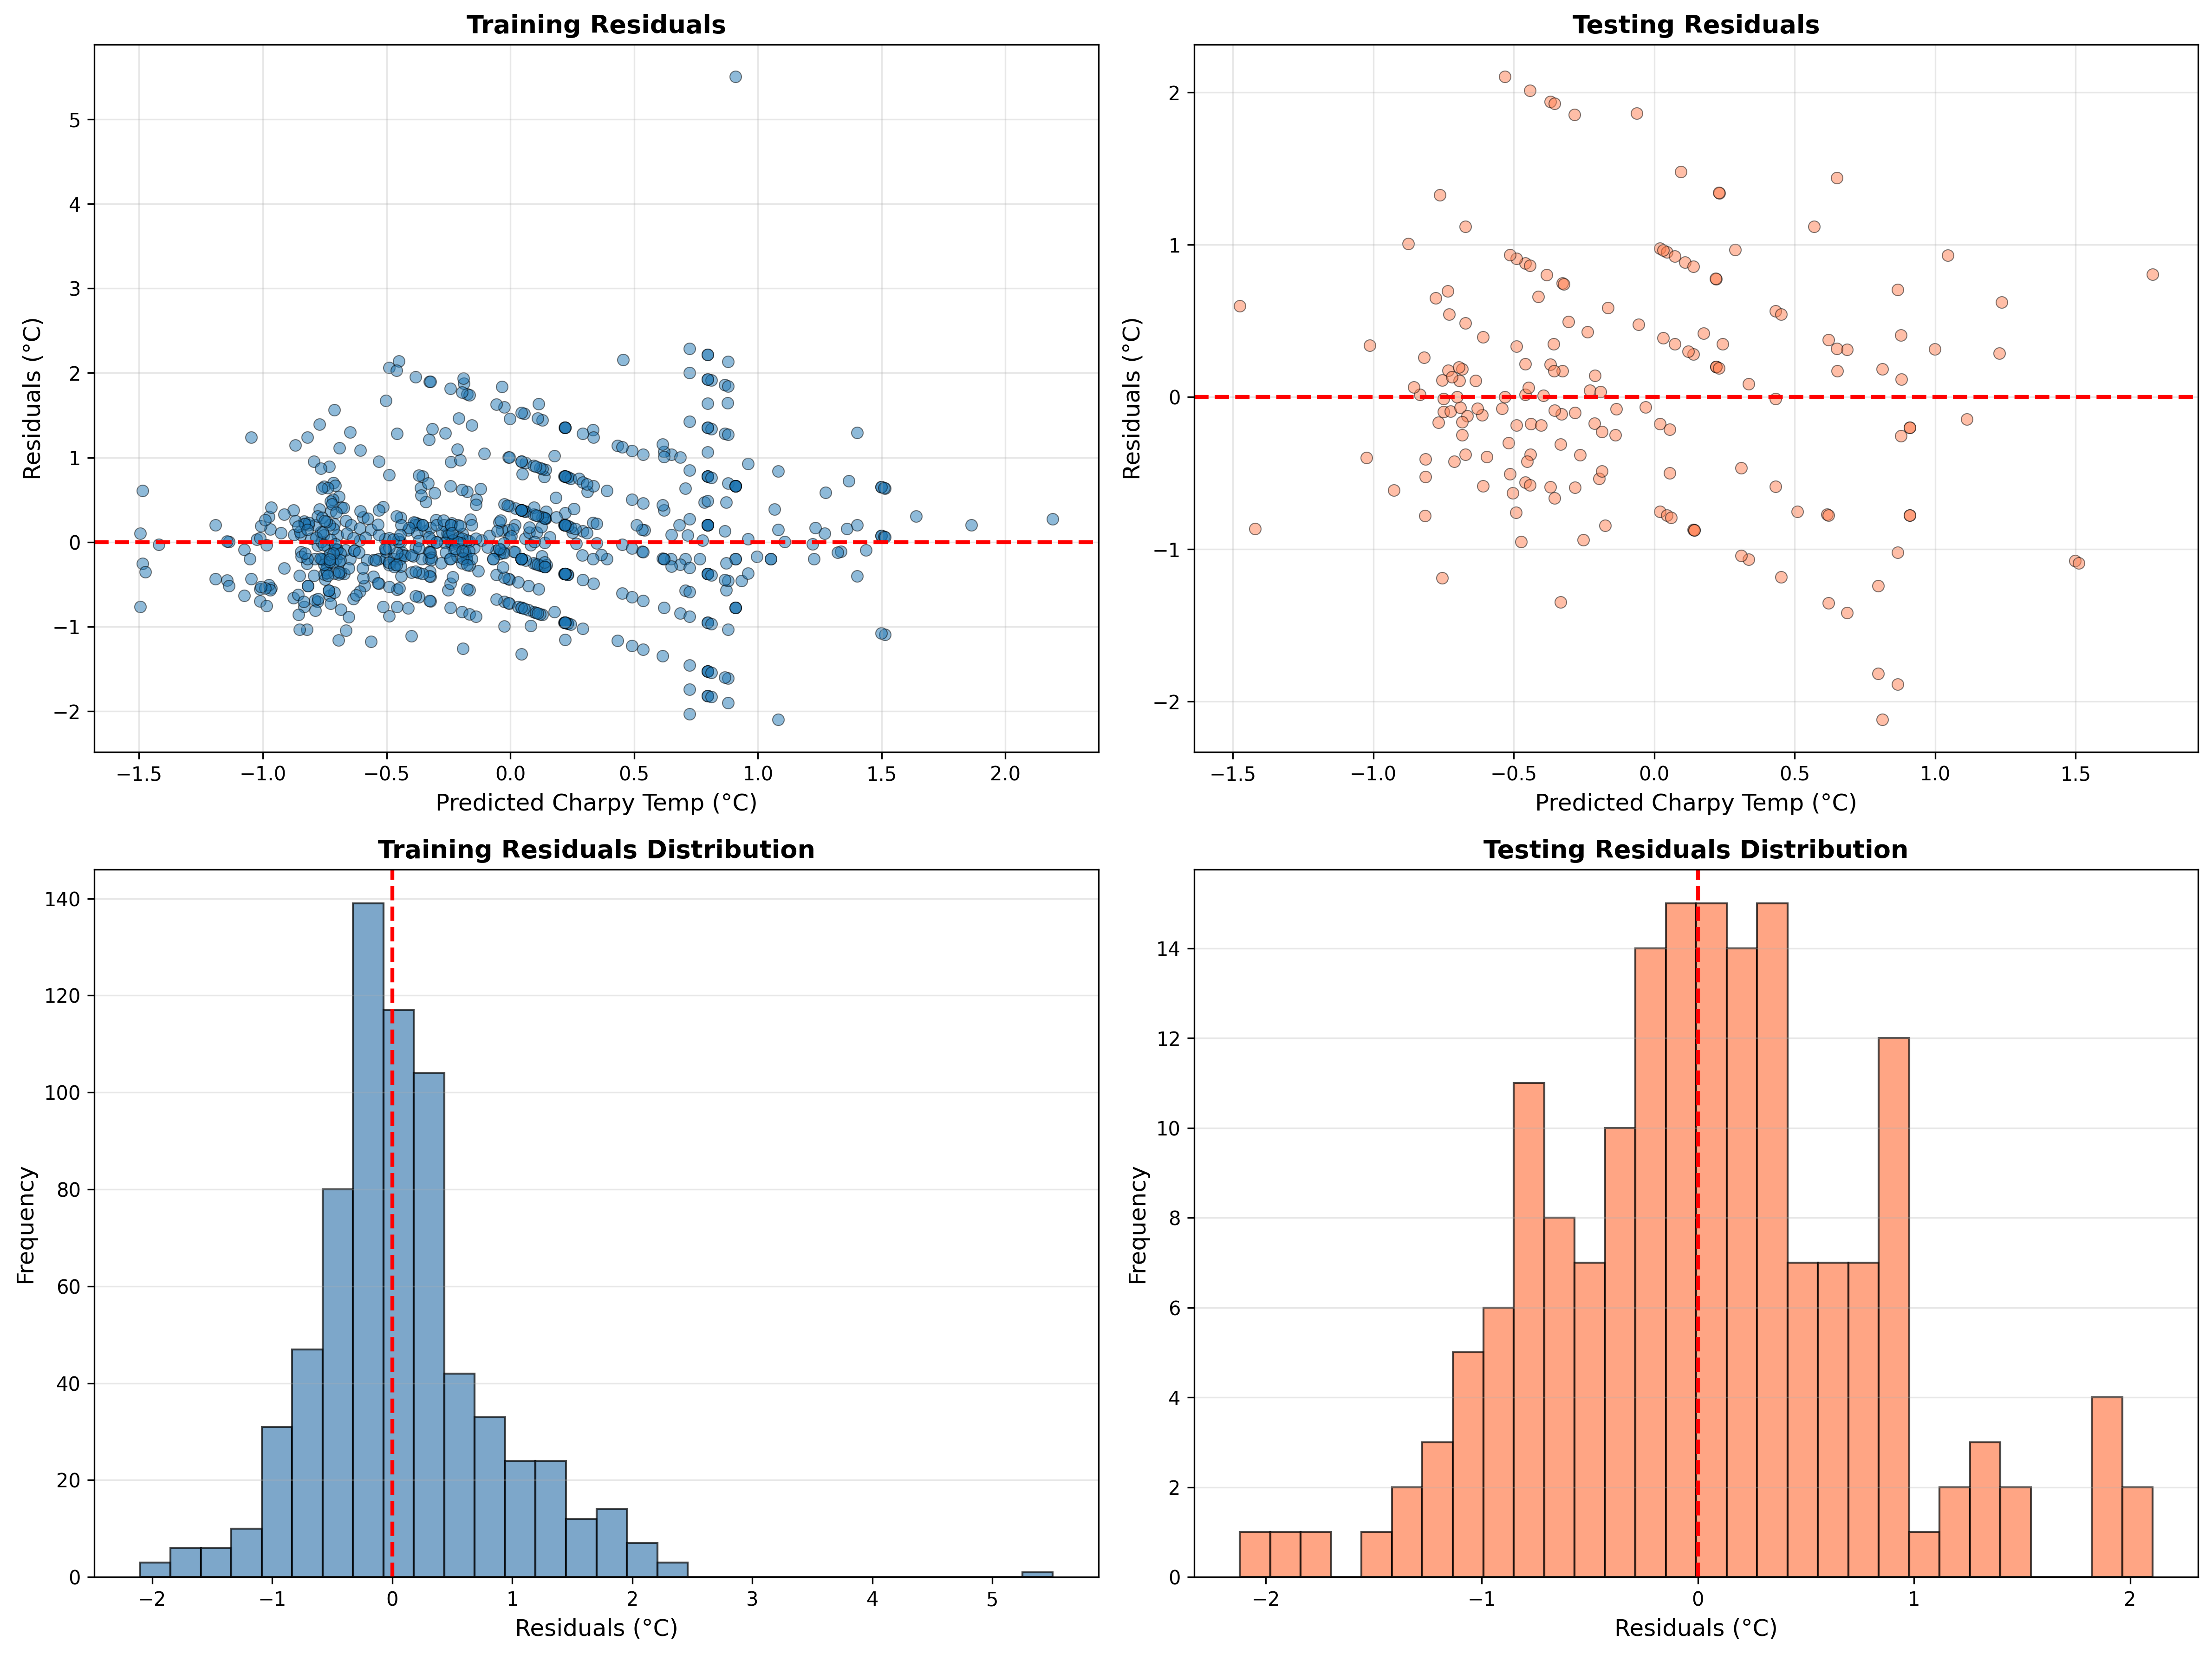 Training Residuals
Residuals (°C)
5
4
3
2
1
0
−1
−2
−1.5 −1.0 −0.5 0.0 0.5 1.0 1.5 2.0
Predicted Charpy Temp (°C)
Testing Residuals
Residuals (°C)
2
1
0
−1
−2
−1.5 −1.0 −0.5 0.0 0.5 1.0 1.5
Predicted Charpy Temp (°C)
Training Residuals Distribution
Frequency
140
120
100
80
60
40
20
0
−2 −1 0 1 2 3 4 5
Residuals (°C)
Testing Residuals Distribution
Frequency
14
12
10
8
6
4
2
0
−2 −1 0 1 2
Residuals (°C)